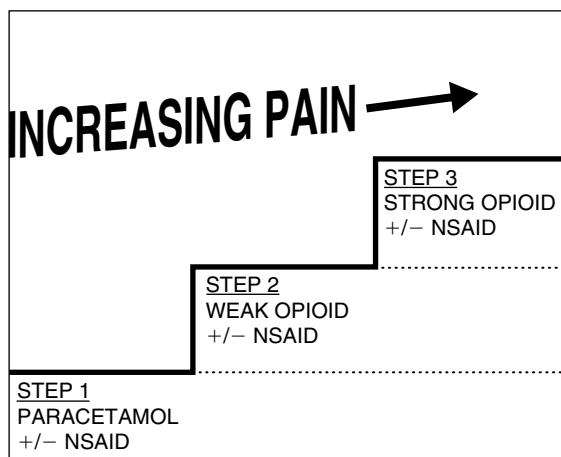 INCREASING PAIN
STEP 3
STRONG OPIOID
+/− NSAID
STEP 2
WEAK OPIOID
+/− NSAID
STEP 1
PARACETAMOL
+/− NSAID